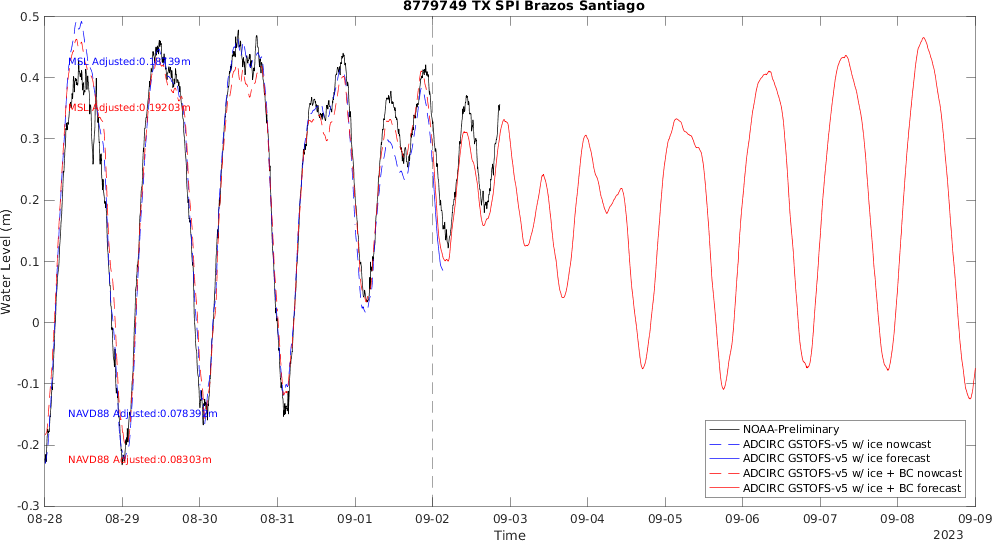 8779749 TX SPI Brazos Santiago
0.5
0.4
0.3
0.2
0.1
0
-0.1
-0.2
-0.3
Water Level (m)
MSL Adjusted:0.18739m
MSL Adjusted:0.19203m
NAVD88 Adjusted:0.078392m
NAVD88 Adjusted:0.08303m
NOAA-Preliminary
ADCIRC GSTOFS-v5 w/ ice nowcast
ADCIRC GSTOFS-v5 w/ ice forecast
ADCIRC GSTOFS-v5 w/ ice + BC nowcast
ADCIRC GSTOFS-v5 w/ ice + BC forecast
08-28 08-29 08-30 08-31 09-01 09-02 09-03 09-04 09-05 09-06 09-07 09-08 09-09
Time
2023